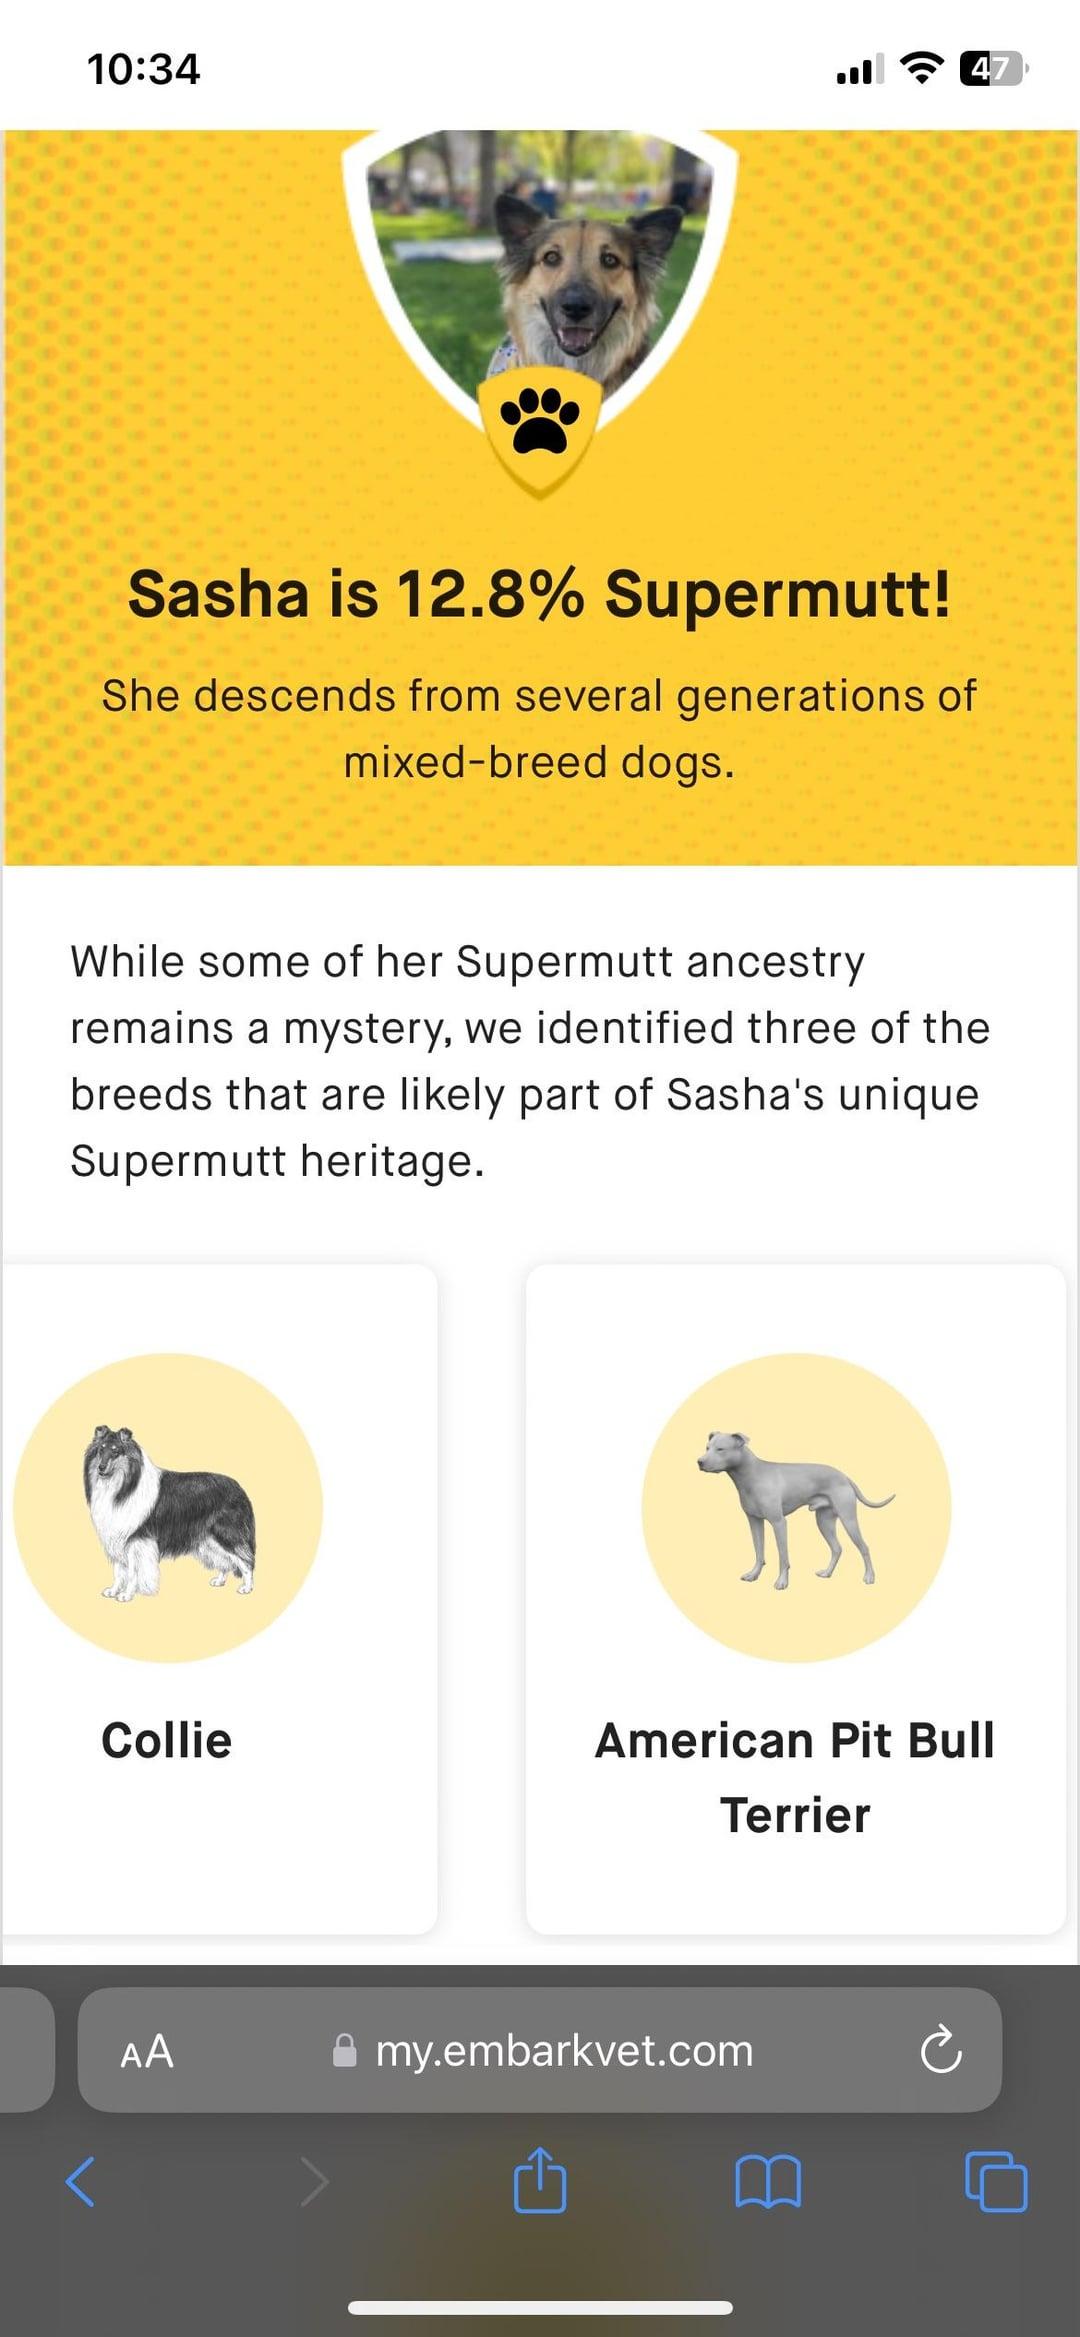 10:34
47
Sasha is 12.8% Supermutt!
She descends from several generations of
mixed-breed dogs.
While some of her Supermutt ancestry
remains a mystery, we identified three of the
breeds that are likely part of Sasha's unique
Supermutt heritage.
Collie
American Pit Bull
Terrier
AA my.embarkvet.com